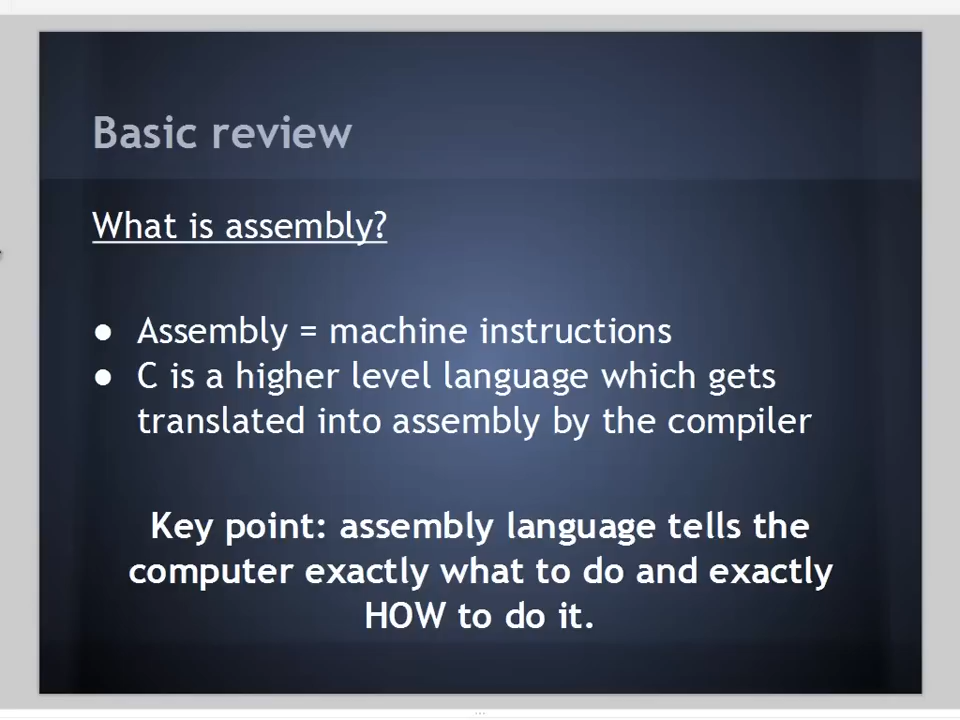 Basic review
What is assembly?
● Assembly = machine instructions
● C is a higher level language which gets
translated into assembly by the compiler
Key point: assembly language tells the
computer exactly what to do and exactly
HOW to do it.